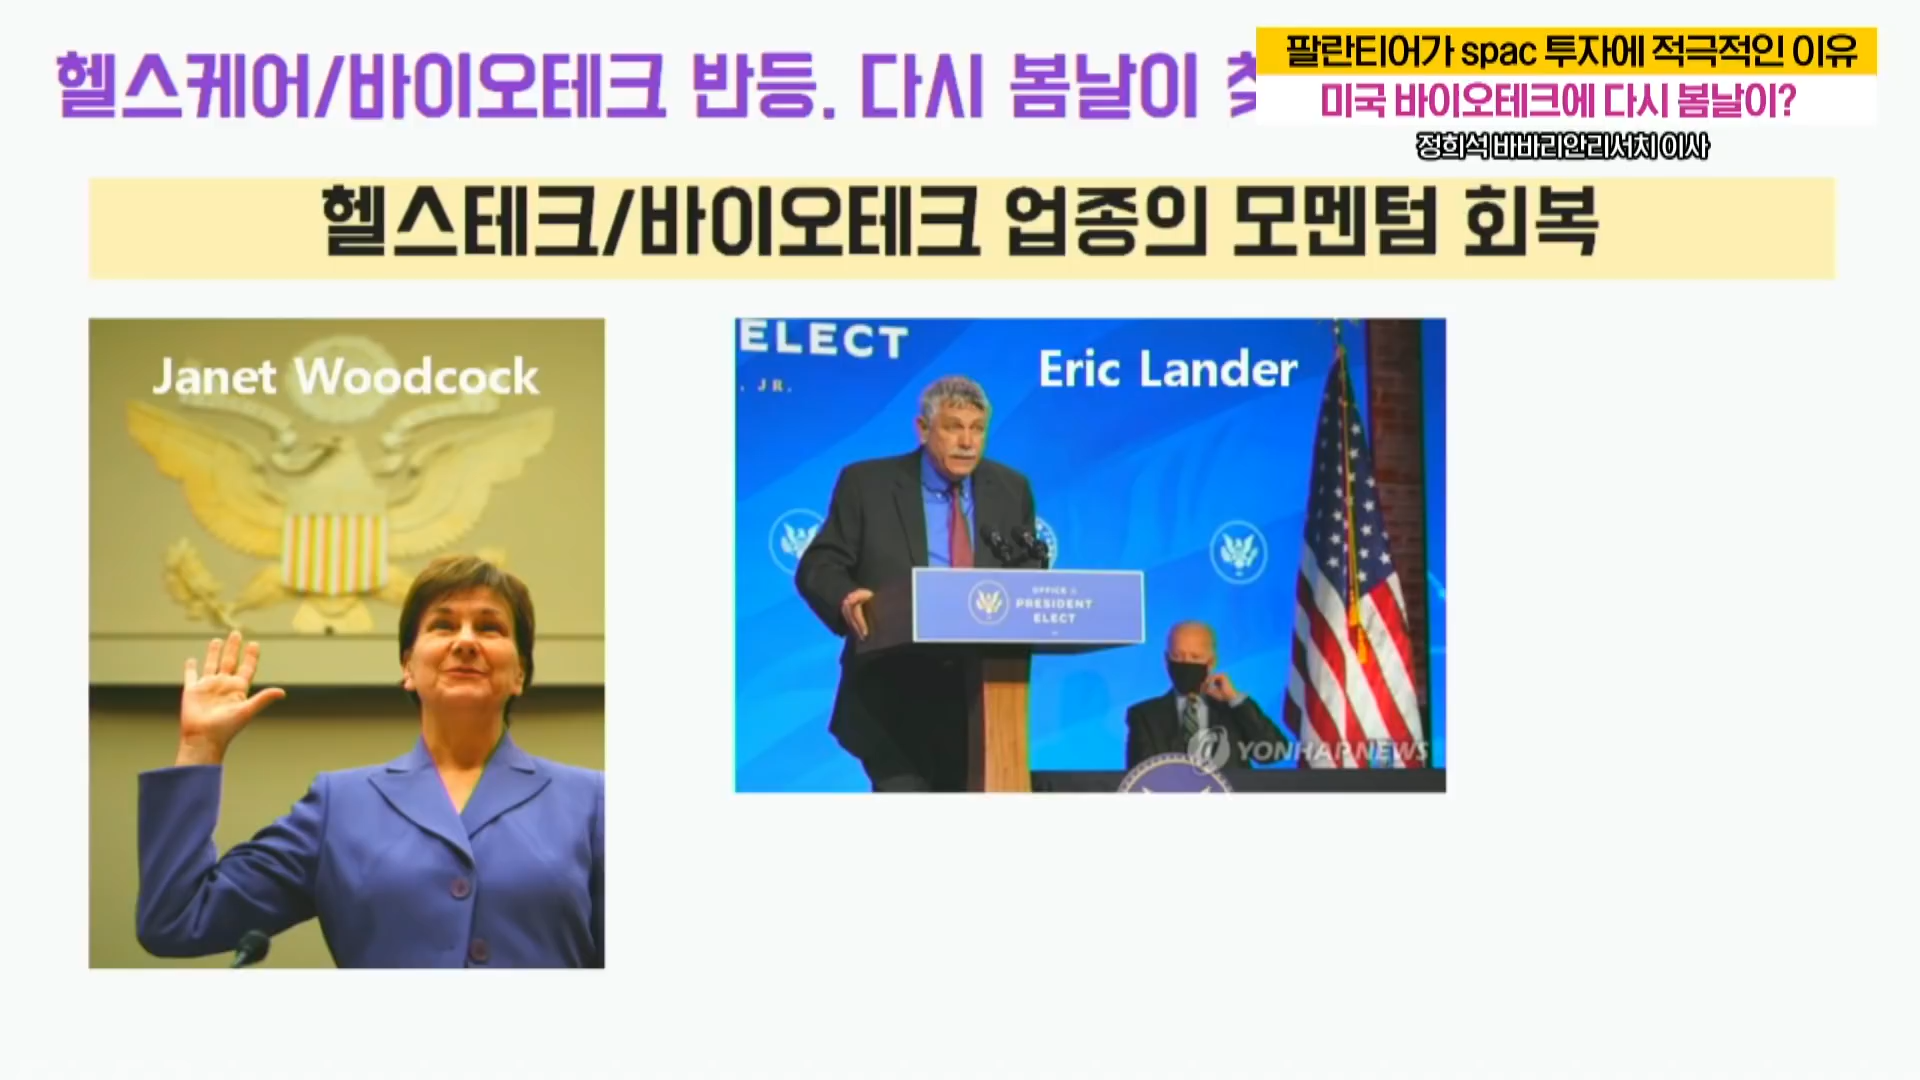 헬스케어/바이오테크 반등. 다시 봄날이
팔란티어가 spac 투자에 적극적인 이유
미국 바이오테크에 다시 봄날이?
정희석 바바리안리서치 이사
헬스테크/바이오테크 업종의 모멘텀 회복
Janet Woodcock
ELECT
, JR.
Eric Lander
OFFICE
PRESIDENT
ELECT
YONHAPNEWS